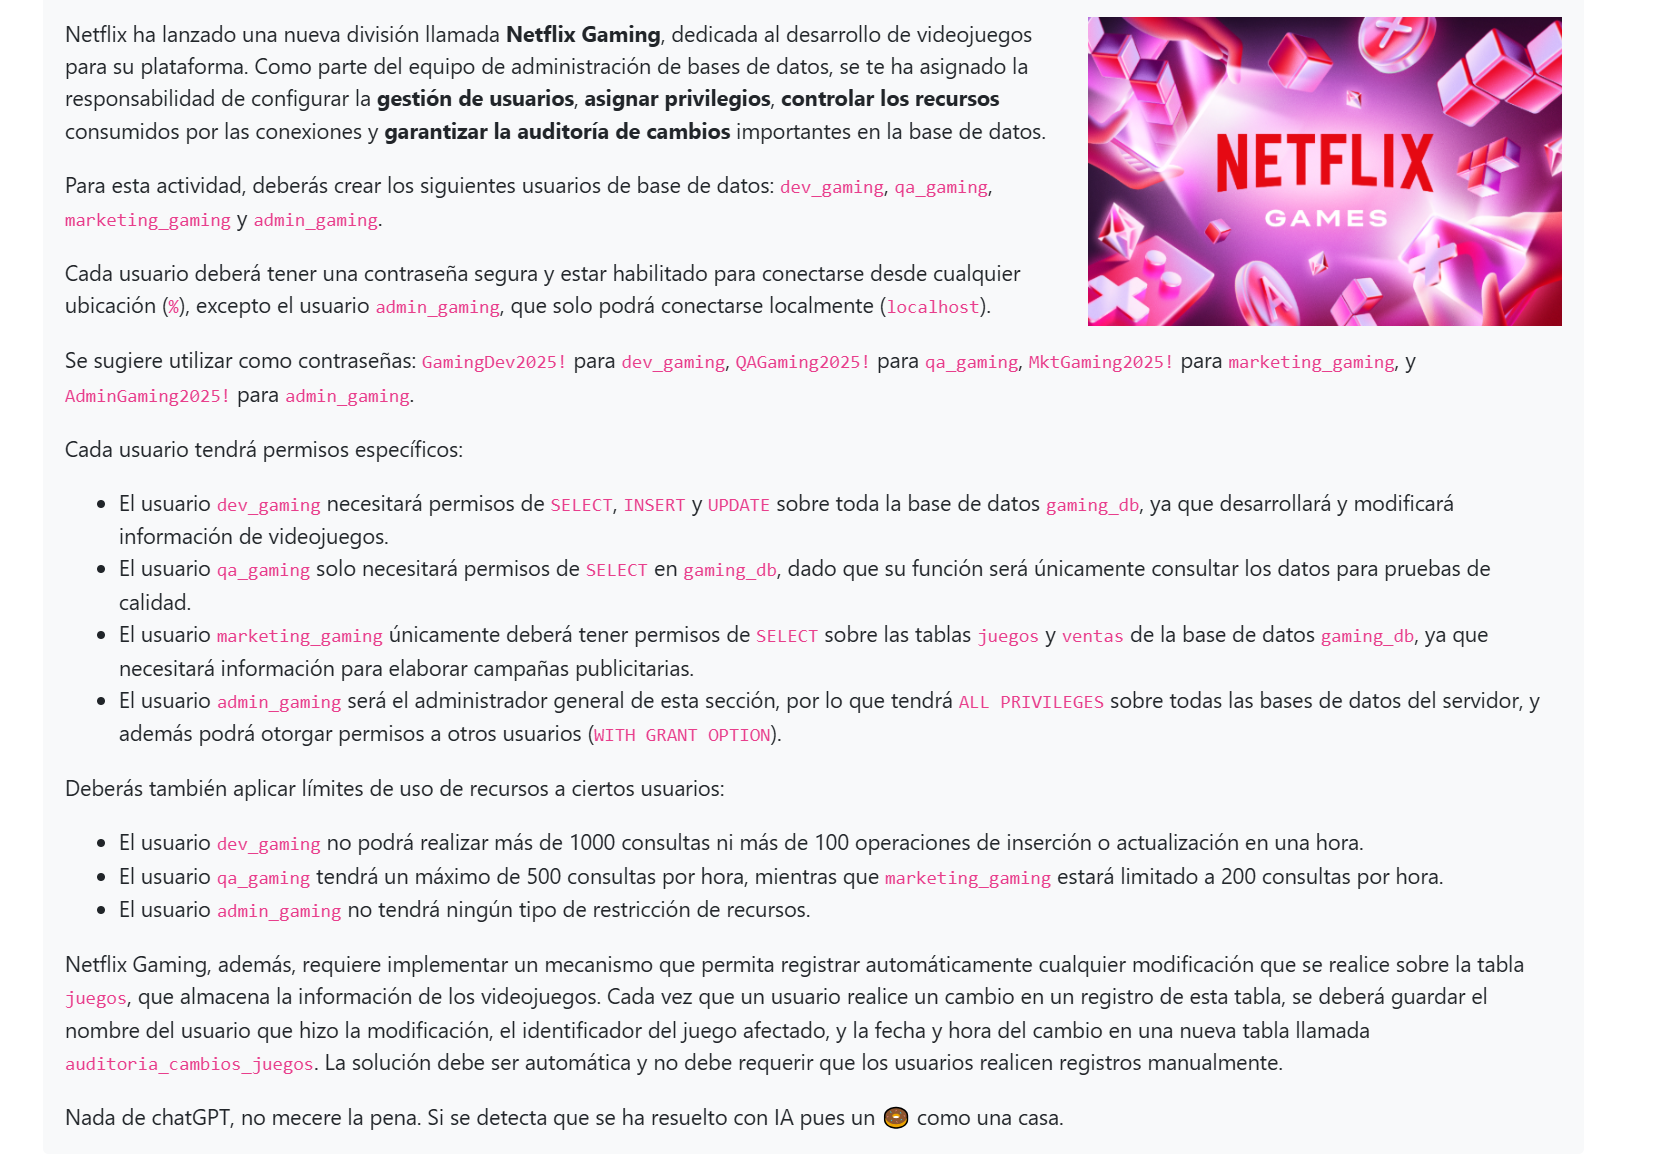 Netflix ha lanzado una nueva división llamada Netflix Gaming, dedicada al desarrollo de videojuegos
para su plataforma. Como parte del equipo de administración de bases de datos, se te ha asignado la
responsabilidad de configurar la gestión de usuarios, asignar privilegios, controlar los recursos
consumidos por las conexiones y garantizar la auditoría de cambios importantes en la base de datos.
NETFLIX
GAMES
Para esta actividad, deberás crear los siguientes usuarios de base de datos: dev_gaming, qa_gaming,
marketing_gaming y admin_gaming.
Cada usuario deberá tener una contraseña segura y estar habilitado para conectarse desde cualquier
ubicación (%), excepto el usuario admin_gaming, que solo podrá conectarse localmente (localhost).
Se sugiere utilizar como contraseñas: GamingDev2025! para dev_gaming, QAGaming2025! para qa_gaming, MktGaming2025! para marketing_gaming, y
AdminGaming2025! para admin_gaming.
Cada usuario tendrá permisos específicos:
• El usuario dev_gaming necesitará permisos de SELECT, INSERT y UPDATE sobre toda la base de datos gaming_db, ya que desarrollará y modificará
información de videojuegos.
• El usuario qa_gaming solo necesitará permisos de SELECT en gaming_db, dado que su función será únicamente consultar los datos para pruebas de
calidad.
• El usuario marketing_gaming únicamente deberá tener permisos de SELECT sobre las tablas juegos y ventas de la base de datos gaming_db, ya que
necesitará información para elaborar campañas publicitarias.
• El usuario admin_gaming será el administrador general de esta sección, por lo que tendrá ALL PRIVILEGES sobre todas las bases de datos del servidor, y
además podrá otorgar permisos a otros usuarios (WITH GRANT OPTION).
Deberás también aplicar límites de uso de recursos a ciertos usuarios:
• El usuario dev_gaming no podrá realizar más de 1000 consultas ni más de 100 operaciones de inserción o actualización en una hora.
• El usuario qa_gaming tendrá un máximo de 500 consultas por hora, mientras que marketing_gaming estará limitado a 200 consultas por hora.
• El usuario admin_gaming no tendrá ningún tipo de restricción de recursos.
Netflix Gaming, además, requiere implementar un mecanismo que permita registrar automáticamente cualquier modificación que se realice sobre la tabla
juegos, que almacena la información de los videojuegos. Cada vez que un usuario realice un cambio en un registro de esta tabla, se deberá guardar el
nombre del usuario que hizo la modificación, el identificador del juego afectado, y la fecha y hora del cambio en una nueva tabla llamada
auditoria_cambios_juegos. La solución debe ser automática y no debe requerir que los usuarios realicen registros manualmente.
Nada de chatGPT, no mecere la pena. Si se detecta que se ha resuelto con IA pues un 🍩 como una casa.